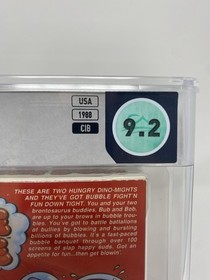 USA
1988
CIB
9.2
THESE ARE TWO HUNGRY DINO-MIGHTS
AND THEY'VE GOT BUBBLE FIGHT'N
FUN DOWN TIGHT. You and your two
brontosaurus buddies, Bub and Bob,
are up to your brows in bubble trou-
bles. You've got to battle battalions
of bullies by blowing and bursting
billions of bubbles. It's a fast-paced
bubble banquet through over 100
screens of slap happy suds. Got an
appetite for fun...then get blowin'.